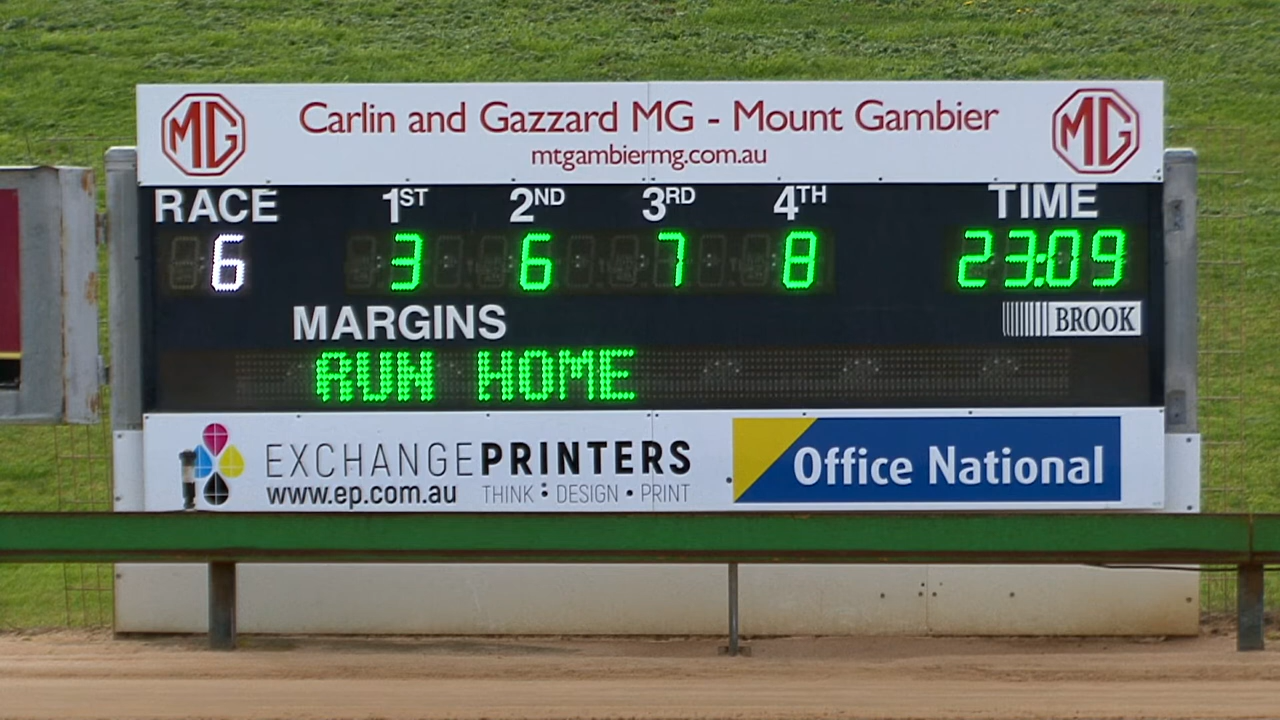 MG Carlin and Gazzard MG - Mount Gambier MG
mtgambiermg.com.au
RACE 1ST 2ND 3RD 4TH TIME
6 3 6 7 8 23:09
MARGINS BROOK
RUN HOME
EXCHANGEPRINTERS Office National
www.ep.com.au THINK : DESIGN • PRINT